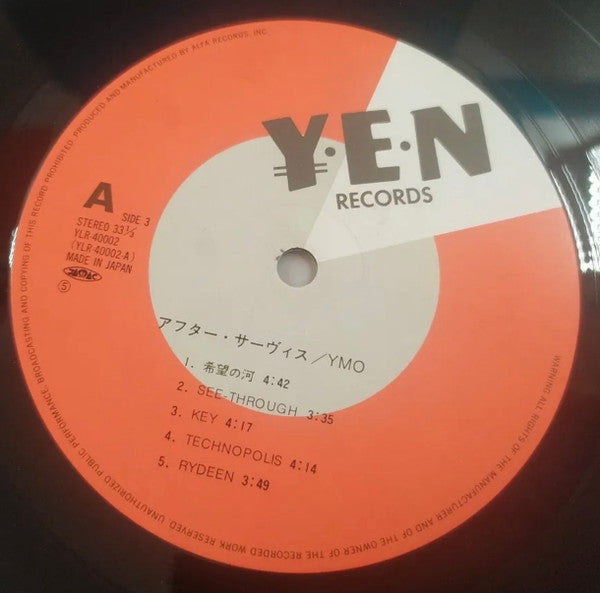 Y·E·N
RECORDS
A
SIDE 3
STEREO 33⅓
YLR-40002
(YLR-40002-A)
MADE IN JAPAN
JASRAC
⑤
アフター・サーヴィス/YMO
1. 希望の河 4:42
2. SEE-THROUGH 3:35
3. KEY 4:17
4. TECHNOPOLIS 4:14
5. RYDEEN 3:49
WARNING ALL RIGHTS OF THE MANUFACTURER AND OF THE OWNER OF THE RECORDED WORK RESERVED. UNAUTHORIZED PUBLIC PERFORMANCE, BROADCASTING AND COPYING OF THIS RECORD PROHIBITED. PRODUCED AND MANUFACTURED BY ALFA RECORDS, INC.